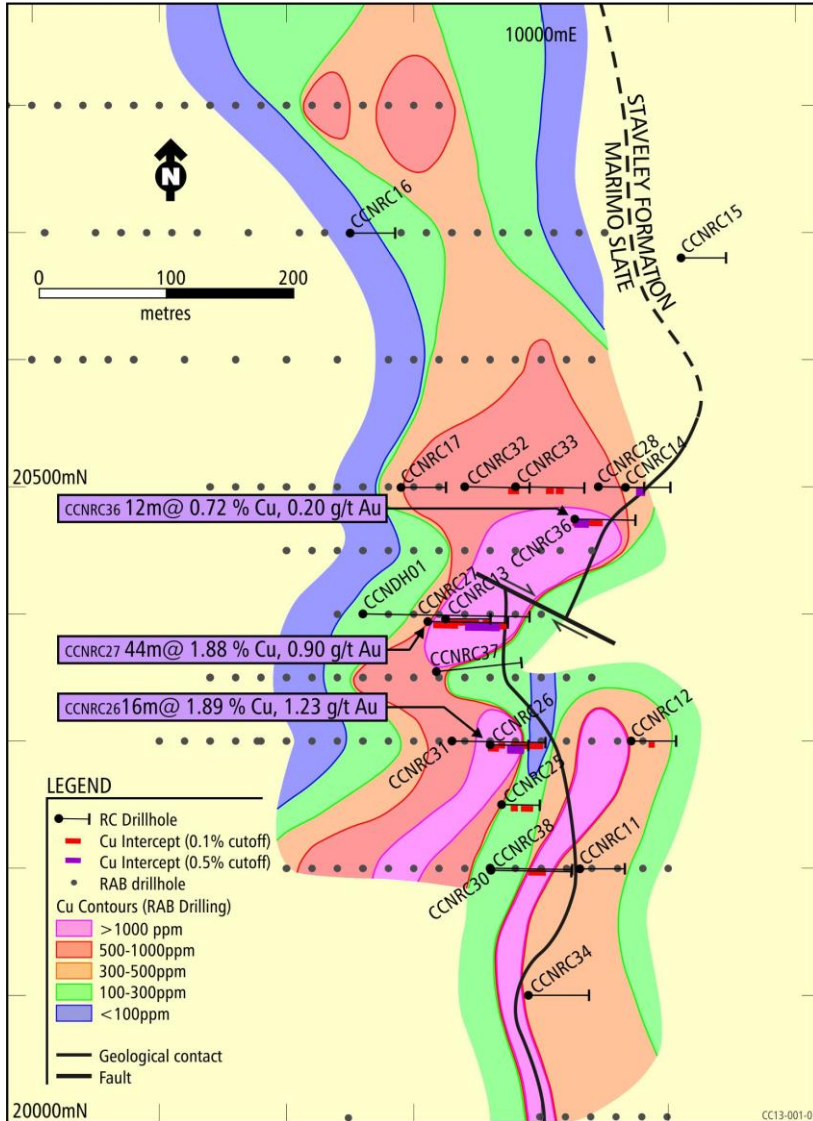 10000mE
STAVELEY FORMATION
MARIMO SLATE
N
CCNRC16
CCNRC15
0 100 200
metres
CCNRC17
CCNRC32
CCNRC33
CCNRC28
CCNRC14
20500mN
CCNRC36 12m@ 0.72 % Cu, 0.20 g/t Au
CCNRC36
CCNDH01
CCNRC27
CCNRC13
CCNRC27 44m@ 1.88 % Cu, 0.90 g/t Au
CCNRC37
CCNRC26 16m@ 1.89 % Cu, 1.23 g/t Au
CCNRC26
CCNRC12
CCNRC31
CCNRC25
CCNRC38
CCNRC11
CCNRC30
CCNRC34
LEGEND
RC Drillhole
Cu Intercept (0.1% cutoff)
Cu Intercept (0.5% cutoff)
RAB drillhole
Cu Contours (RAB Drilling)
>1000 ppm
500-1000ppm
300-500ppm
100-300ppm
<100ppm
Geological contact
Fault
20000mN
CC13-001-0